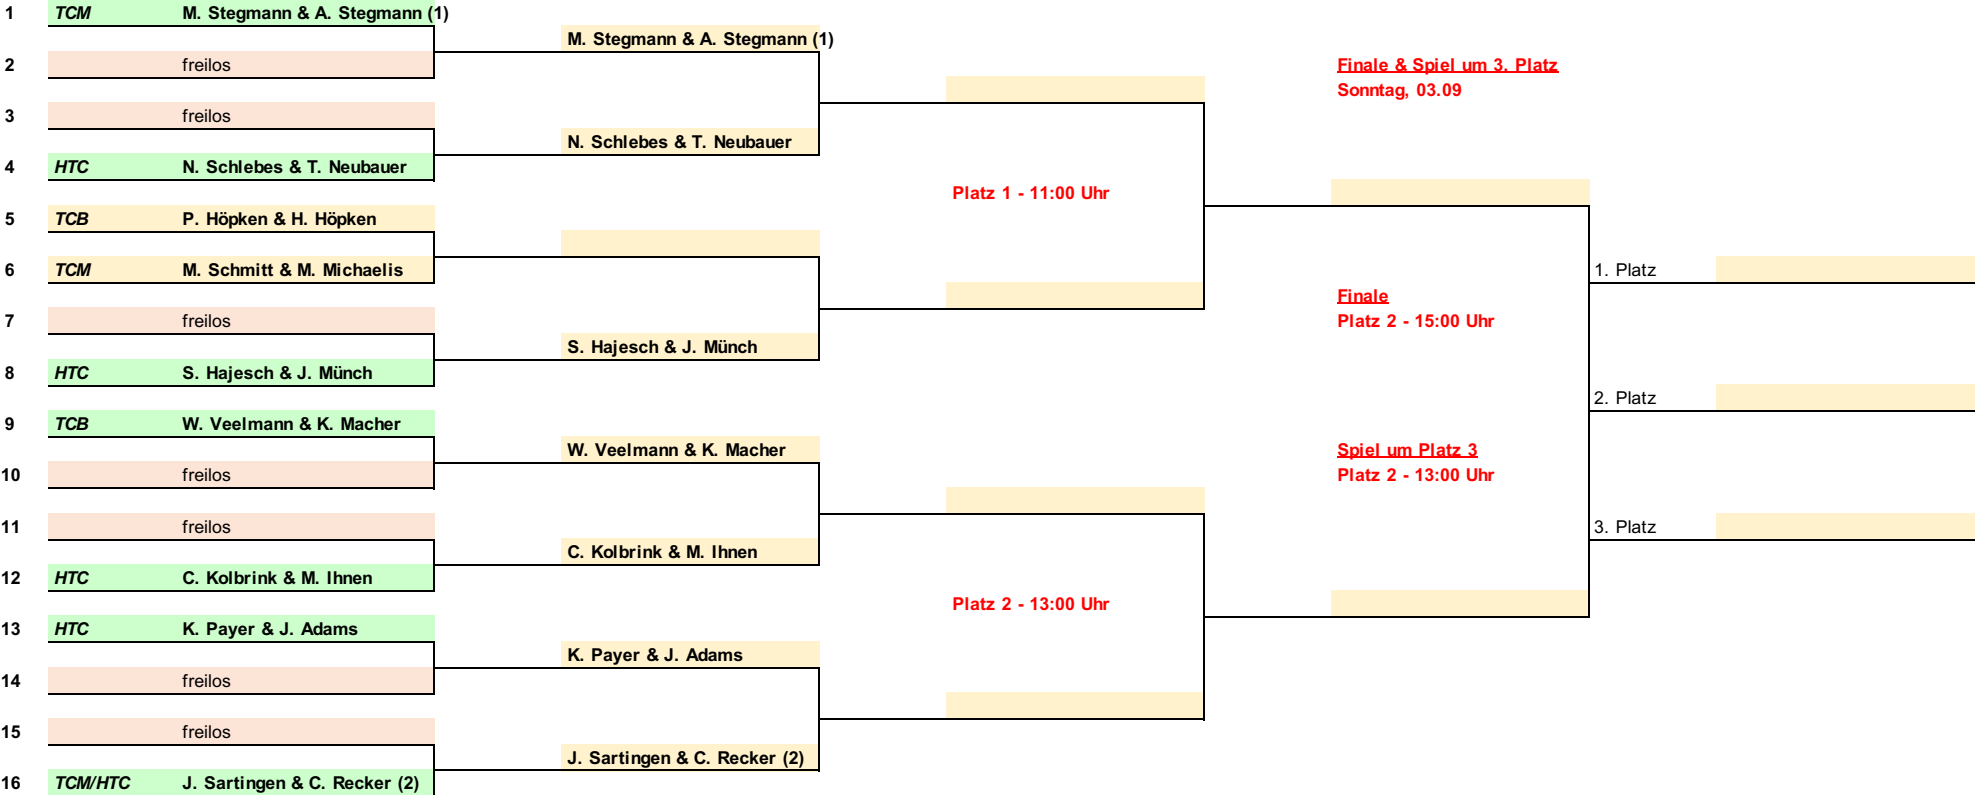 1 TCM M. Stegmann & A. Stegmann (1)
M. Stegmann & A. Stegmann (1)
2 freilos
Finale & Spiel um 3. Platz
Sonntag, 03.09
3 freilos
N. Schlebes & T. Neubauer
4 HTC N. Schlebes & T. Neubauer
Platz 1 - 11:00 Uhr
5 TCB P. Höpken & H. Höpken
6 TCM M. Schmitt & M. Michaelis
1. Platz
Finale
Platz 2 - 15:00 Uhr
7 freilos
S. Hajesch & J. Münch
8 HTC S. Hajesch & J. Münch
2. Platz
9 TCB W. Veelmann & K. Macher
W. Veelmann & K. Macher
Spiel um Platz 3
Platz 2 - 13:00 Uhr
10 freilos
11 freilos
3. Platz
C. Kolbrink & M. Ihnen
12 HTC C. Kolbrink & M. Ihnen
Platz 2 - 13:00 Uhr
13 HTC K. Payer & J. Adams
K. Payer & J. Adams
14 freilos
15 freilos
J. Sartingen & C. Recker (2)
16 TCM/HTC J. Sartingen & C. Recker (2)